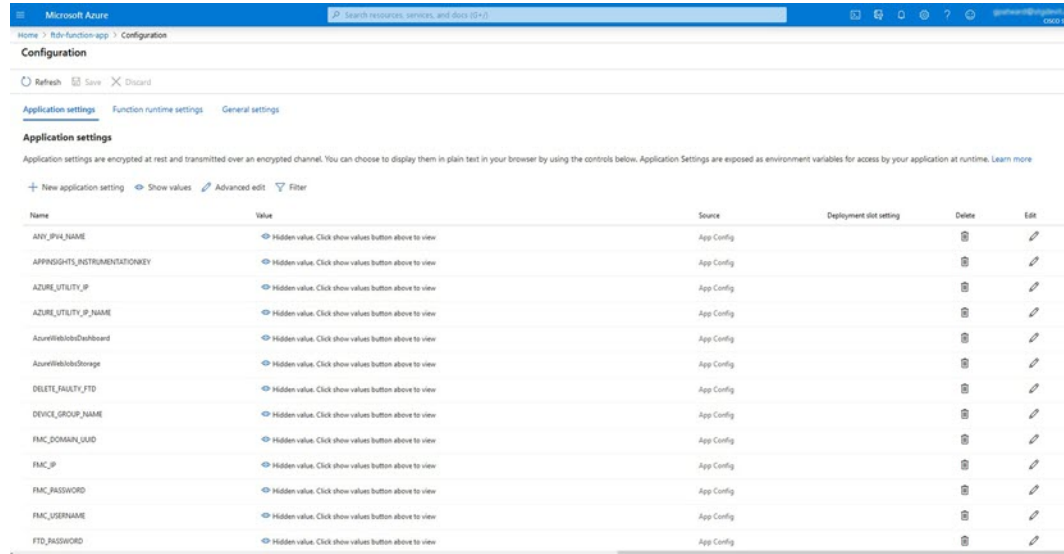 Microsoft Azure
Search resources, services, and docs (G+/)
Home > ftdv-function-app > Configuration
Configuration
Refresh Save Discard
Application settings Function runtime settings General settings
Application settings
Application settings are encrypted at rest and transmitted over an encrypted channel. You can choose to display them in plain text in your browser by using the controls below. Application Settings are exposed as environment variables for access by your application at runtime. Learn more
New application setting Show values Advanced edit Filter
Name Value Source Deployment slot setting Delete Edit
ANY_IPV4_NAME Hidden value. Click show values button above to view App Config
APPINSIGHTS_INSTRUMENTATIONKEY Hidden value. Click show values button above to view App Config
AZURE_UTILITY_IP Hidden value. Click show values button above to view App Config
AZURE_UTILITY_IP_NAME Hidden value. Click show values button above to view App Config
AzureWebJobsDashboard Hidden value. Click show values button above to view App Config
AzureWebJobsStorage Hidden value. Click show values button above to view App Config
DELETE_FAULTY_FTD Hidden value. Click show values button above to view App Config
DEVICE_GROUP_NAME Hidden value. Click show values button above to view App Config
FMC_DOMAIN_UUID Hidden value. Click show values button above to view App Config
FMC_IP Hidden value. Click show values button above to view App Config
FMC_PASSWORD Hidden value. Click show values button above to view App Config
FMC_USERNAME Hidden value. Click show values button above to view App Config
FTD_PASSWORD Hidden value. Click show values button above to view App Config